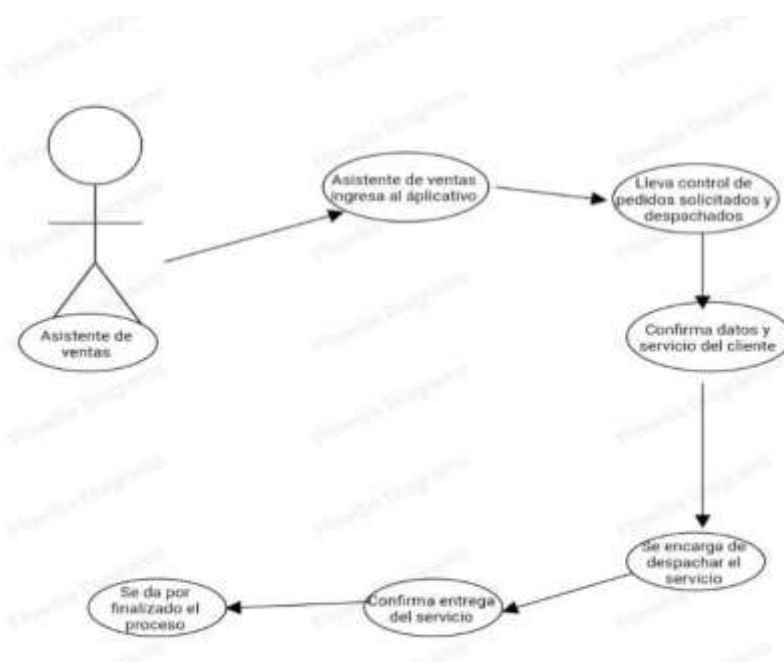 Asistente de ventas
ingresa al áplicativo
Lleva control de
pedidos solicitados y
despachados
Asistente de
ventas
Confirma datos y
servicio del cliente
Se encarga de
despachar el
servicio
Confirma entrega
del servicio
Se da por
finalizado el
proceso